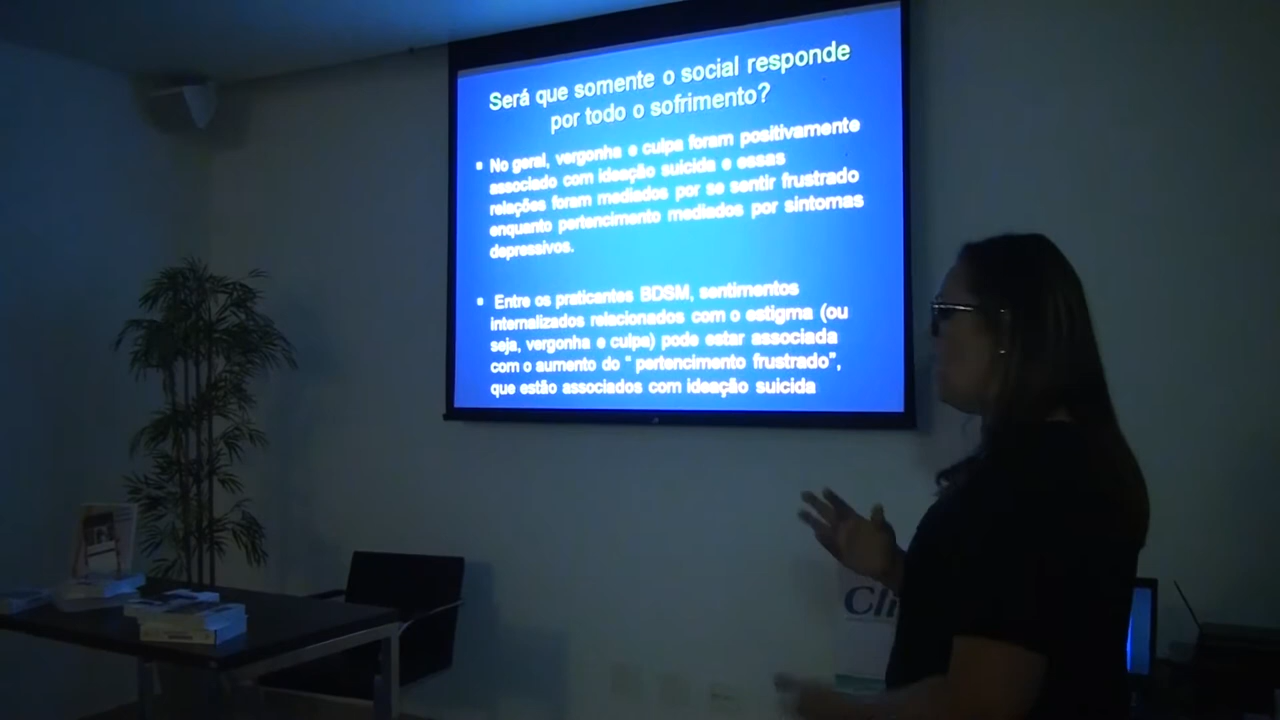 Será que somente o social responde
por todo o sofrimento?
▪ No geral, vergonha e culpa foram positivamente
associado com ideação suicida e essas
relações foram mediados por se sentir frustrado
enquanto pertencimento mediados por sintomas
depressivos.
▪ Entre os praticantes BDSM, sentimentos
internalizados relacionados com o estigma (ou
seja, vergonha e culpa) pode estar associada
com o aumento do " pertencimento frustrado",
que estão associados com ideação suicida